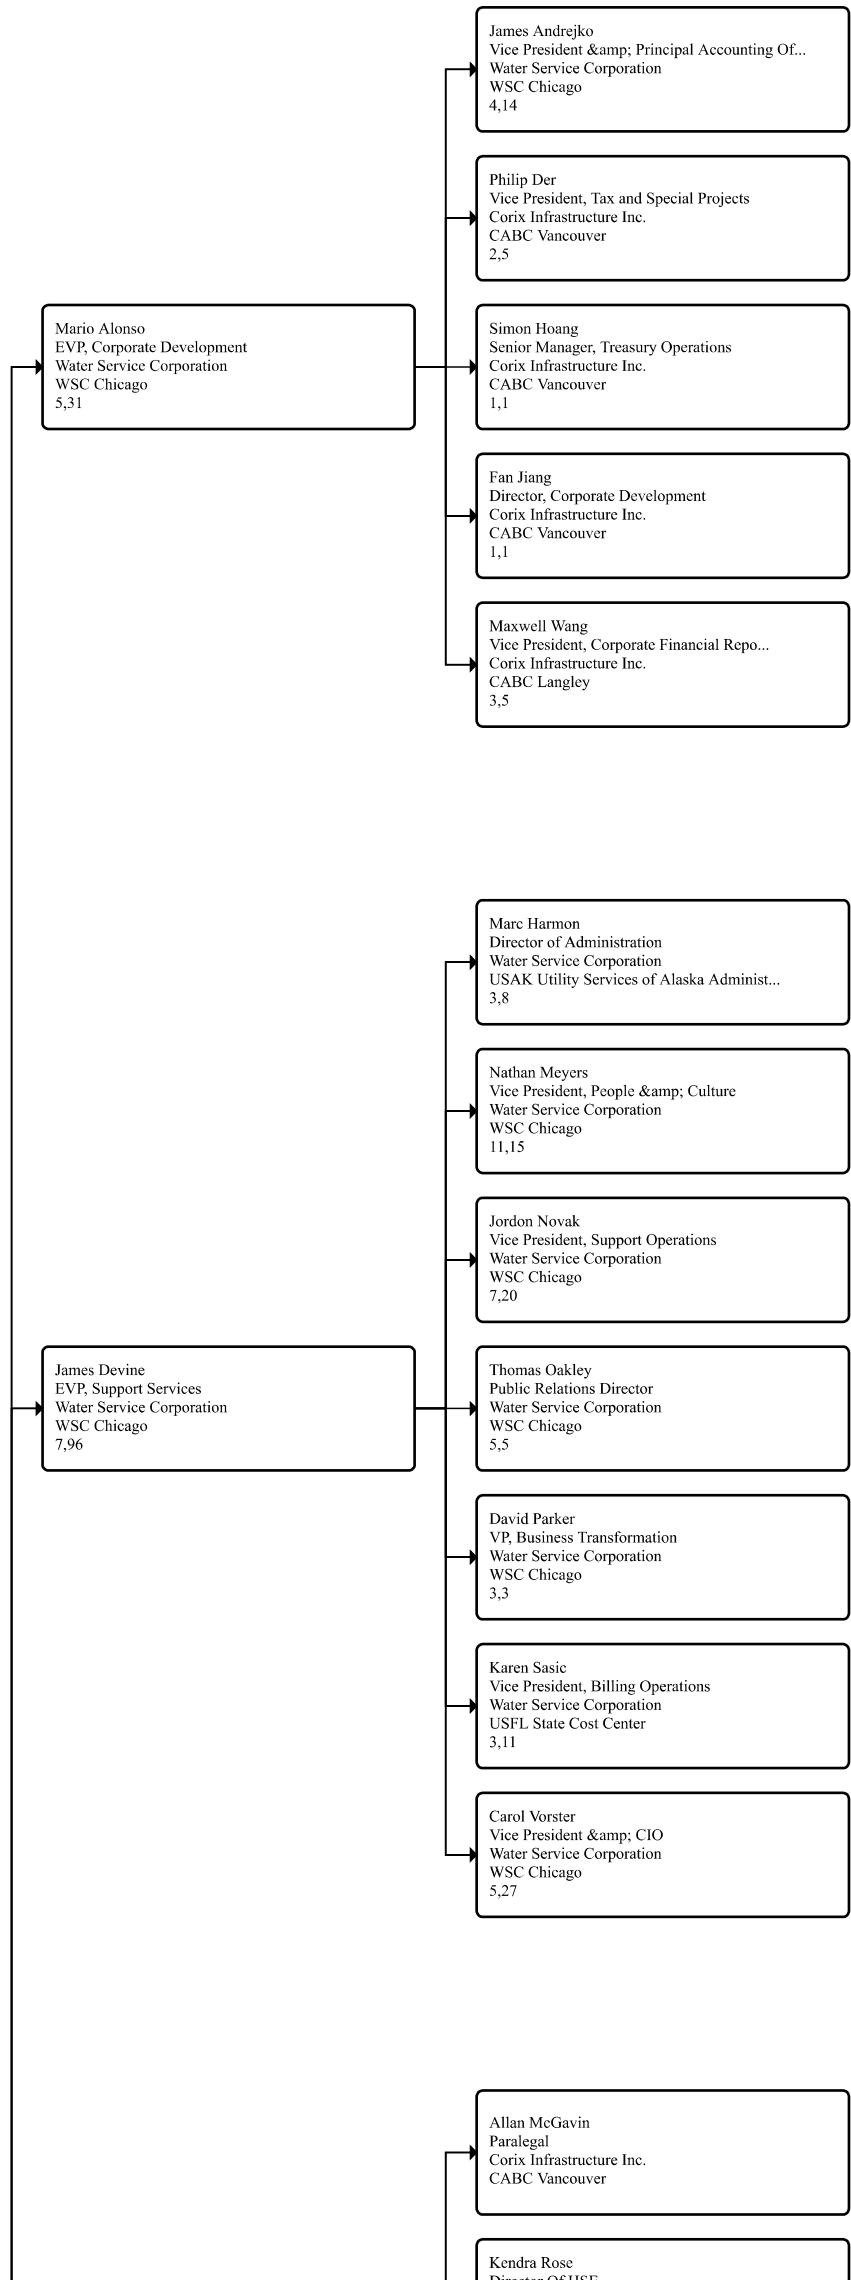 James Andrejko
Vice President &amp; Principal Accounting Of...
Water Service Corporation
WSC Chicago
4,14
Philip Der
Vice President, Tax and Special Projects
Corix Infrastructure Inc.
CABC Vancouver
2,5
Mario Alonso
EVP, Corporate Development
Water Service Corporation
WSC Chicago
5,31
Simon Hoang
Senior Manager, Treasury Operations
Corix Infrastructure Inc.
CABC Vancouver
1,1
Fan Jiang
Director, Corporate Development
Corix Infrastructure Inc.
CABC Vancouver
1,1
Maxwell Wang
Vice President, Corporate Financial Repo...
Corix Infrastructure Inc.
CABC Langley
3,5
Marc Harmon
Director of Administration
Water Service Corporation
USAK Utility Services of Alaska Administ...
3,8
Nathan Meyers
Vice President, People &amp; Culture
Water Service Corporation
WSC Chicago
11,15
Jordon Novak
Vice President, Support Operations
Water Service Corporation
WSC Chicago
7,20
James Devine
EVP, Support Services
Water Service Corporation
WSC Chicago
7,96
Thomas Oakley
Public Relations Director
Water Service Corporation
WSC Chicago
5,5
David Parker
VP, Business Transformation
Water Service Corporation
WSC Chicago
3,3
Karen Sasic
Vice President, Billing Operations
Water Service Corporation
USFL State Cost Center
3,11
Carol Vorster
Vice President &amp; CIO
Water Service Corporation
WSC Chicago
5,27
Allan McGavin
Paralegal
Corix Infrastructure Inc.
CABC Vancouver
Kendra Rose
Director Of HSE